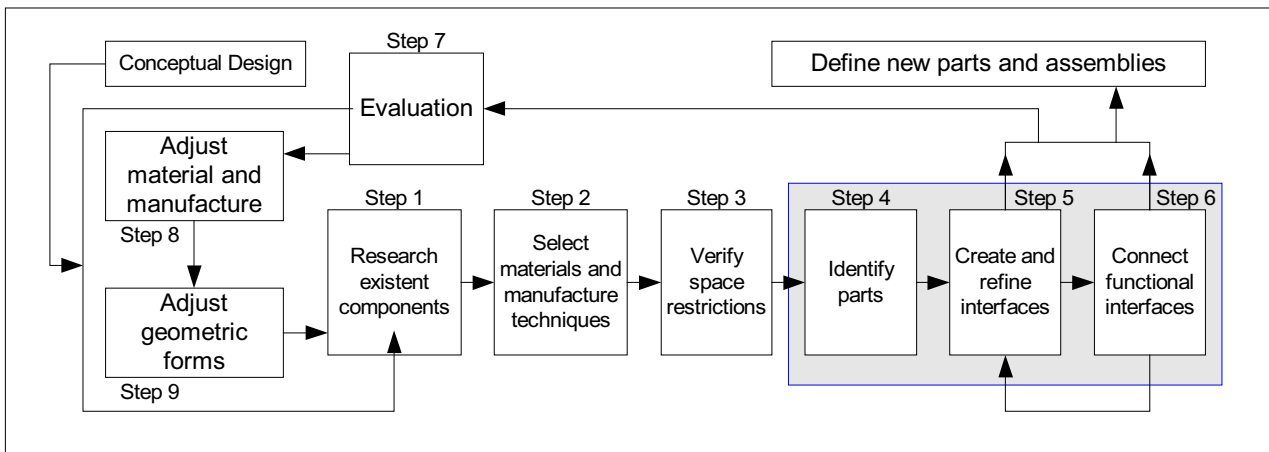 Conceptual Design
Step 7
Evaluation
Define new parts and assemblies
Adjust
material and
manufacture
Step 8
Adjust
geometric
forms
Step 9
Step 1
Research
existent
components
Step 2
Select
materials and
manufacture
techniques
Step 3
Verify
space
restrictions
Step 4
Identify
parts
Step 5
Create and
refine
interfaces
Step 6
Connect
functional
interfaces